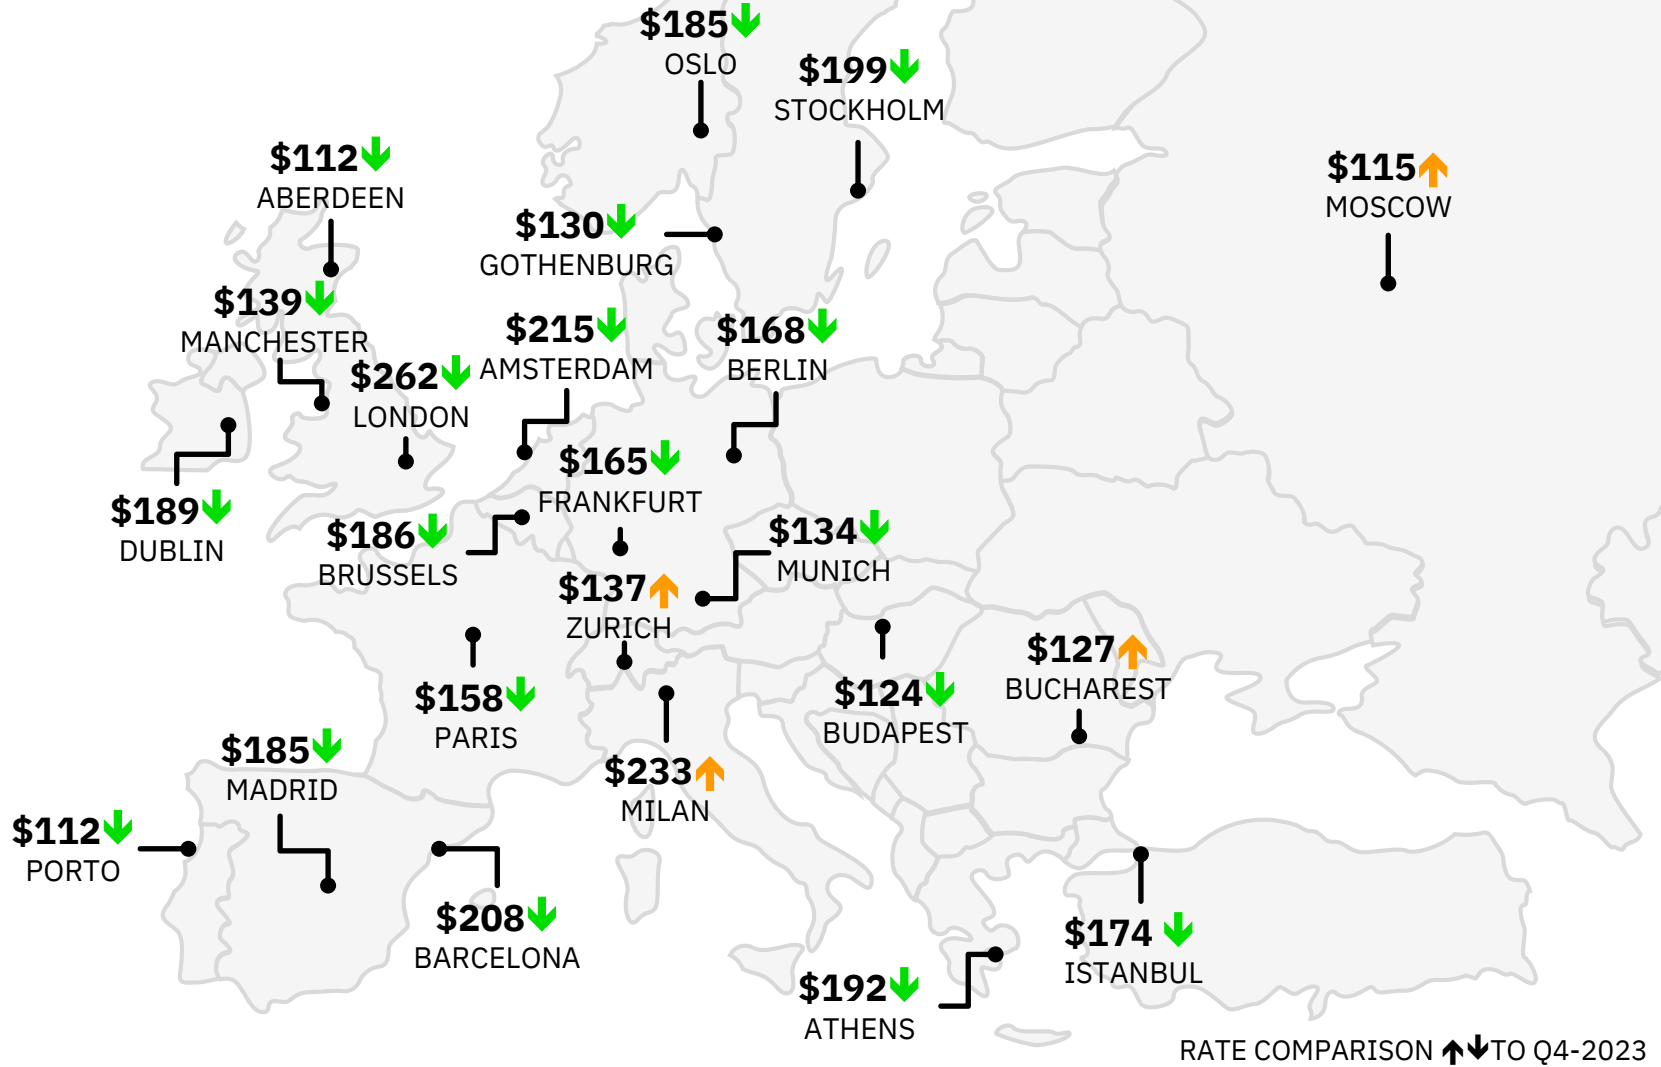 $185
OSLO
$199
STOCKHOLM
$112
ABERDEEN
$115
MOSCOW
$130
GOTHENBURG
$139
MANCHESTER
$215
AMSTERDAM
$168
BERLIN
$262
LONDON
$165
FRANKFURT
$189
DUBLIN
$186
BRUSSELS
$134
MUNICH
$137
ZURICH
$127
BUCHAREST
$158
PARIS
$124
BUDAPEST
$185
MADRID
$233
MILAN
$112
PORTO
$208
BARCELONA
$174
ISTANBUL
$192
ATHENS
RATE COMPARISON ↑↓TO Q4-2023